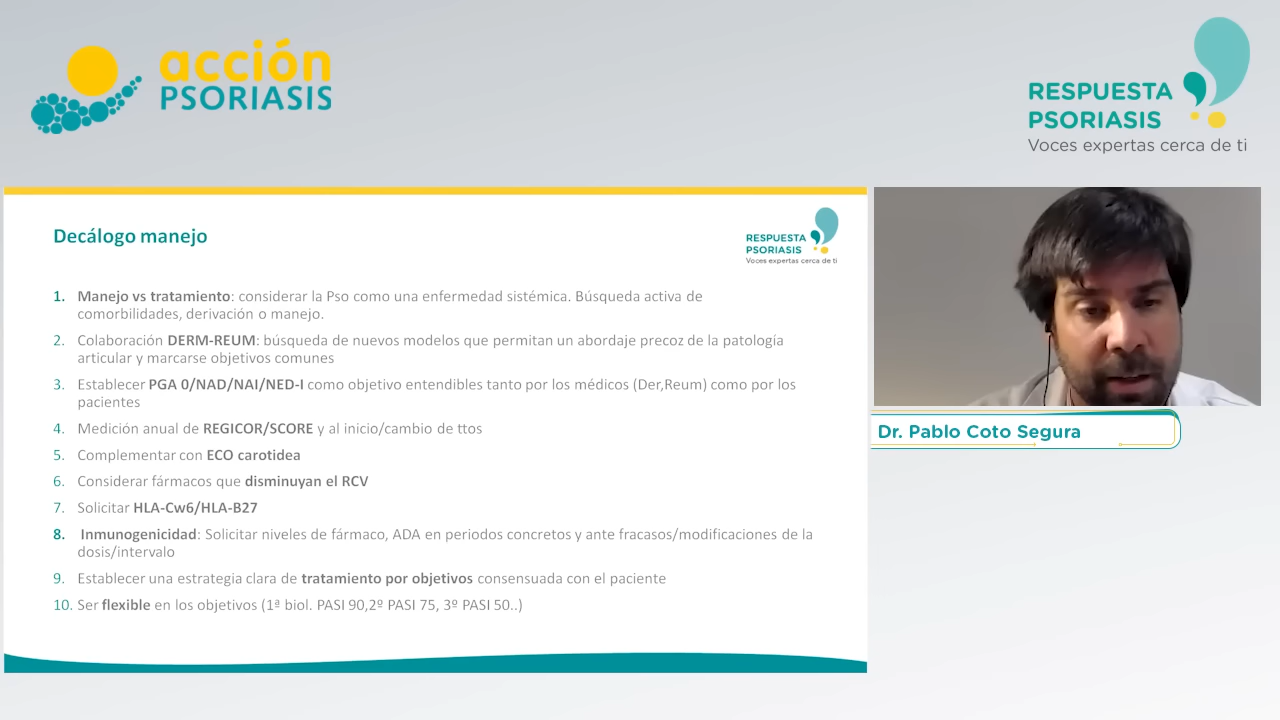 acción
PSORIASIS
RESPUESTA
PSORIASIS
Voces expertas cerca de ti
Decálogo manejo
RESPUESTA
PSORIASIS
Voces expertas cerca de ti
1. Manejo vs tratamiento: considerar la Pso como una enfermedad sistémica. Búsqueda activa de
comorbilidades, derivación o manejo.
2. Colaboración DERM-REUM: búsqueda de nuevos modelos que permitan un abordaje precoz de la patología
articular y marcarse objetivos comunes
3. Establecer PGA 0/NAD/NAI/NED-I como objetivo entendibles tanto por los médicos (Der,Reum) como por los
pacientes
4. Medición anual de REGICOR/SCORE y al inicio/cambio de ttos
5. Complementar con ECO carotidea
6. Considerar fármacos que disminuyan el RCV
7. Solicitar HLA-Cw6/HLA-B27
8. Inmunogenicidad: Solicitar niveles de fármaco, ADA en periodos concretos y ante fracasos/modificaciones de la
dosis/intervalo
9. Establecer una estrategia clara de tratamiento por objetivos consensuada con el paciente
10. Ser flexible en los objetivos (1ª biol. PASI 90,2º PASI 75, 3º PASI 50..)
Dr. Pablo Coto Segura